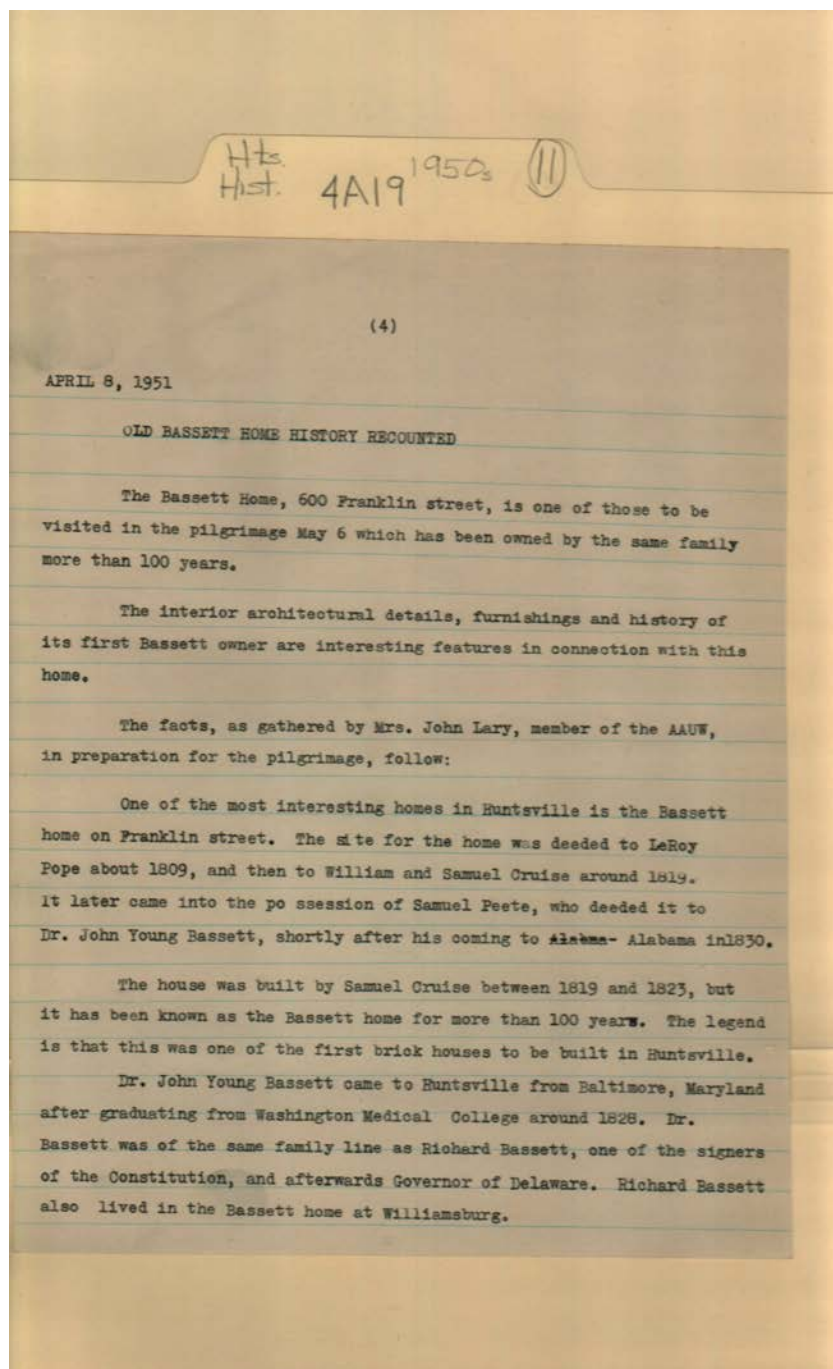 Hts.
Hist. 4A19 1950s 11
(4)
APRIL 8, 1951
OLD BASSETT HOME HISTORY RECOUNTED
The Bassett Home, 600 Franklin street, is one of those to be
visited in the pilgrimage May 6 which has been owned by the same family
more than 100 years.
The interior architectural details, furnishings and history of
its first Bassett owner are interesting features in connection with this
home.
The facts, as gathered by Mrs. John Lary, member of the AAUW,
in preparation for the pilgrimage, follow:
One of the most interesting homes in Huntsville is the Bassett
home on Franklin street. The site for the home was deeded to LeRoy
Pope about 1809, and then to William and Samuel Cruise around 1819.
It later came into the po ssession of Samuel Peete, who deeded it to
Dr. John Young Bassett, shortly after his coming to Alabma- Alabama in1830.
The house was built by Samuel Cruise between 1819 and 1823, but
it has been known as the Bassett home for more than 100 years. The legend
is that this was one of the first brick houses to be built in Huntsville.
Dr. John Young Bassett came to Huntsville from Baltimore, Maryland
after graduating from Washington Medical College around 1828. Dr.
Bassett was of the same family line as Richard Bassett, one of the signers
of the Constitution, and afterwards Governor of Delaware. Richard Bassett
also lived in the Bassett home at Williamsburg.